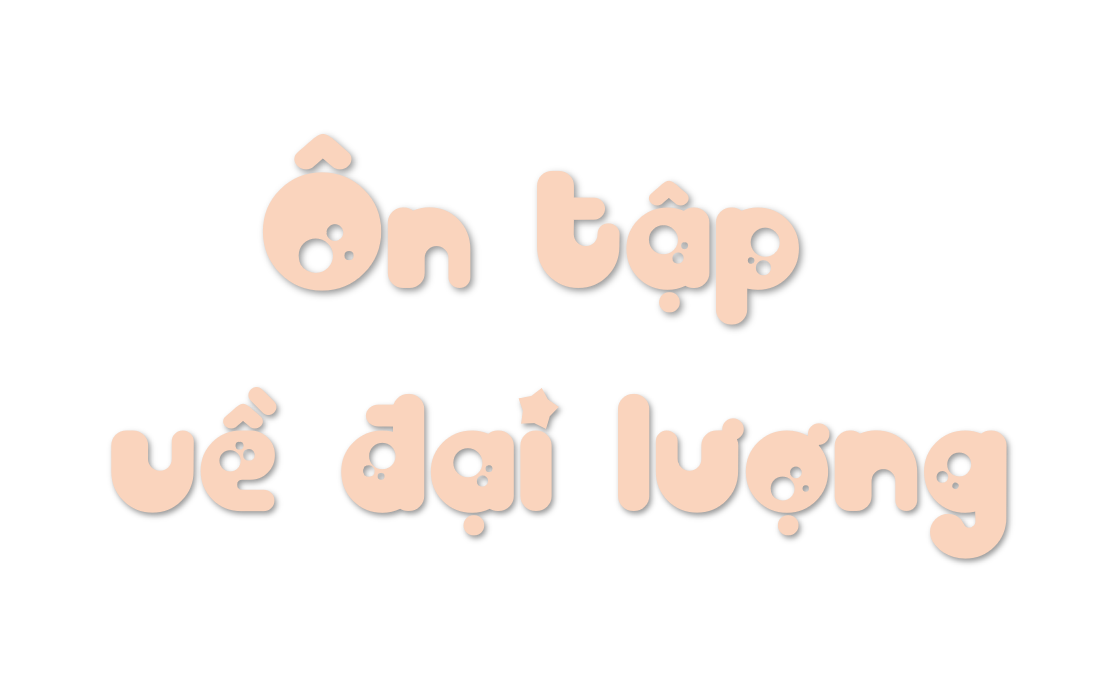 Ôn tập
về đại lượng